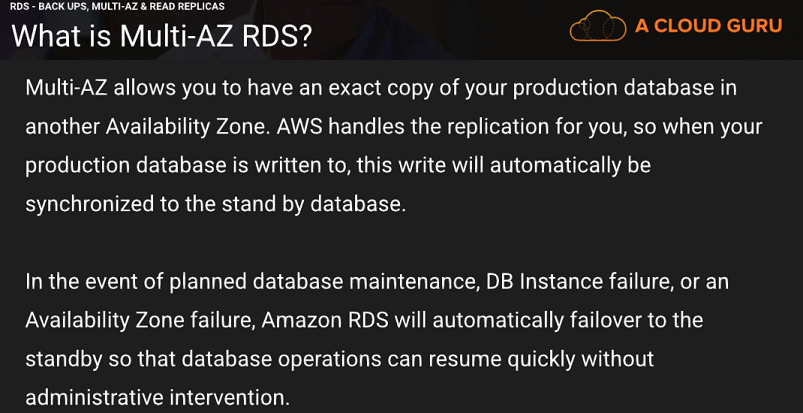 RDS - BACK UPS, MULTI-AZ & READ REPLICAS
What is Multi-AZ RDS?
A CLOUD GURU
Multi-AZ allows you to have an exact copy of your production database in
another Availability Zone. AWS handles the replication for you, so when your
production database is written to, this write will automatically be
synchronized to the stand by database.
In the event of planned database maintenance, DB Instance failure, or an
Availability Zone failure, Amazon RDS will automatically failover to the
standby so that database operations can resume quickly without
administrative intervention.